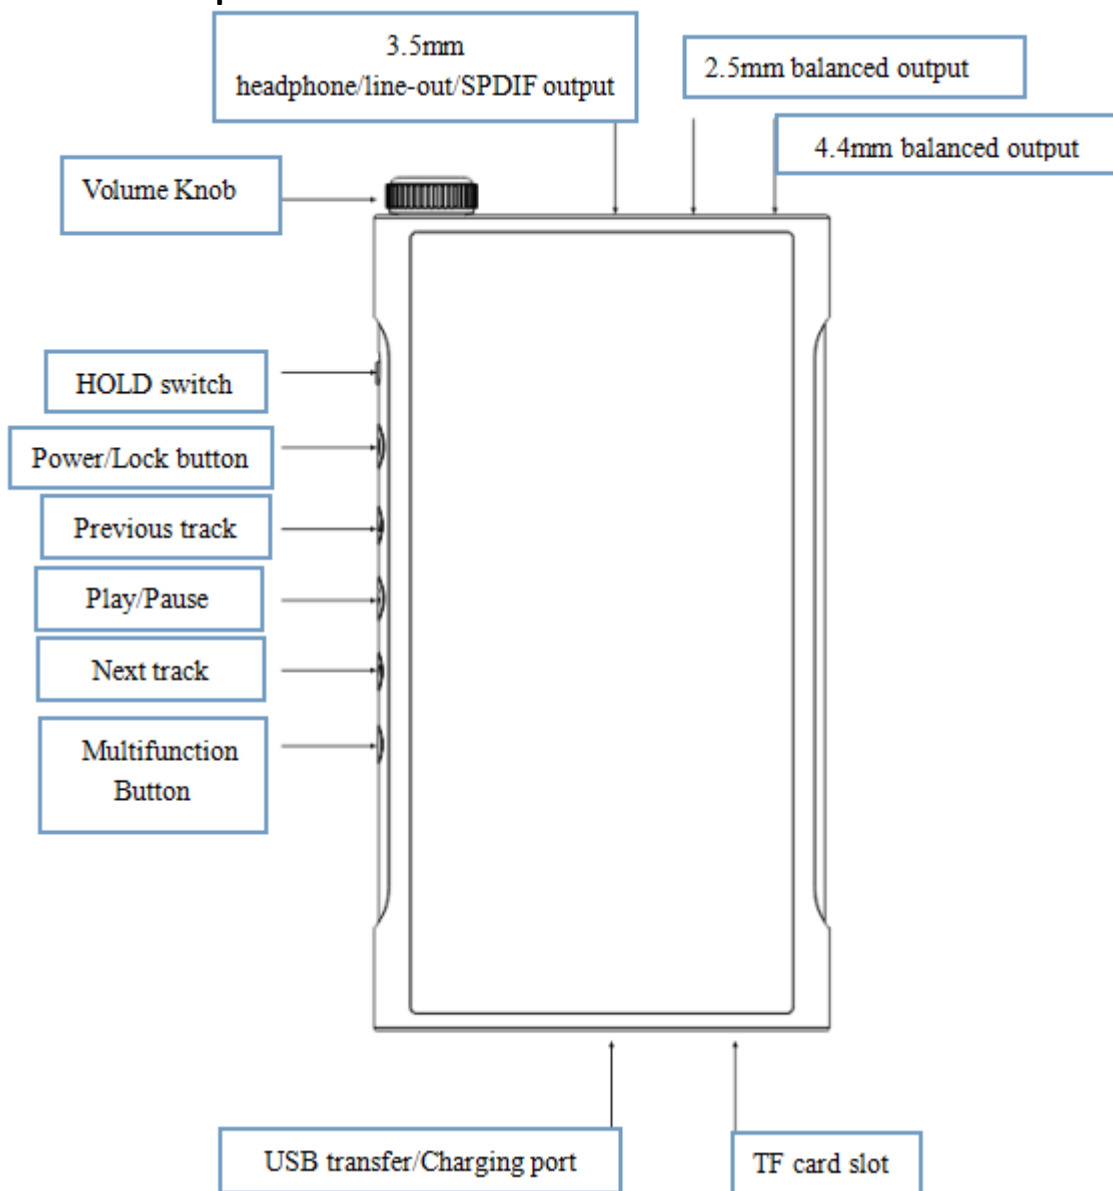 3.5mm
headphone/line-out/SPDIF output
2.5mm balanced output
4.4mm balanced output
Volume Knob
HOLD switch
Power/Lock button
Previous track
Play/Pause
Next track
Multifunction
Button
USB transfer/Charging port
TF card slot